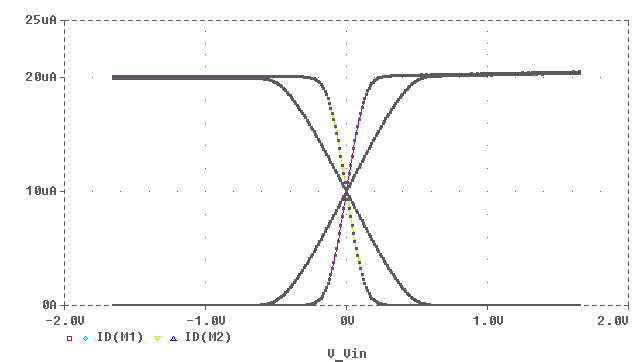 25uA
20uA
10uA
0A
-2.0V -1.0V 0V 1.0V 2.0V
ID(M1) ID(M2)
V_Vin